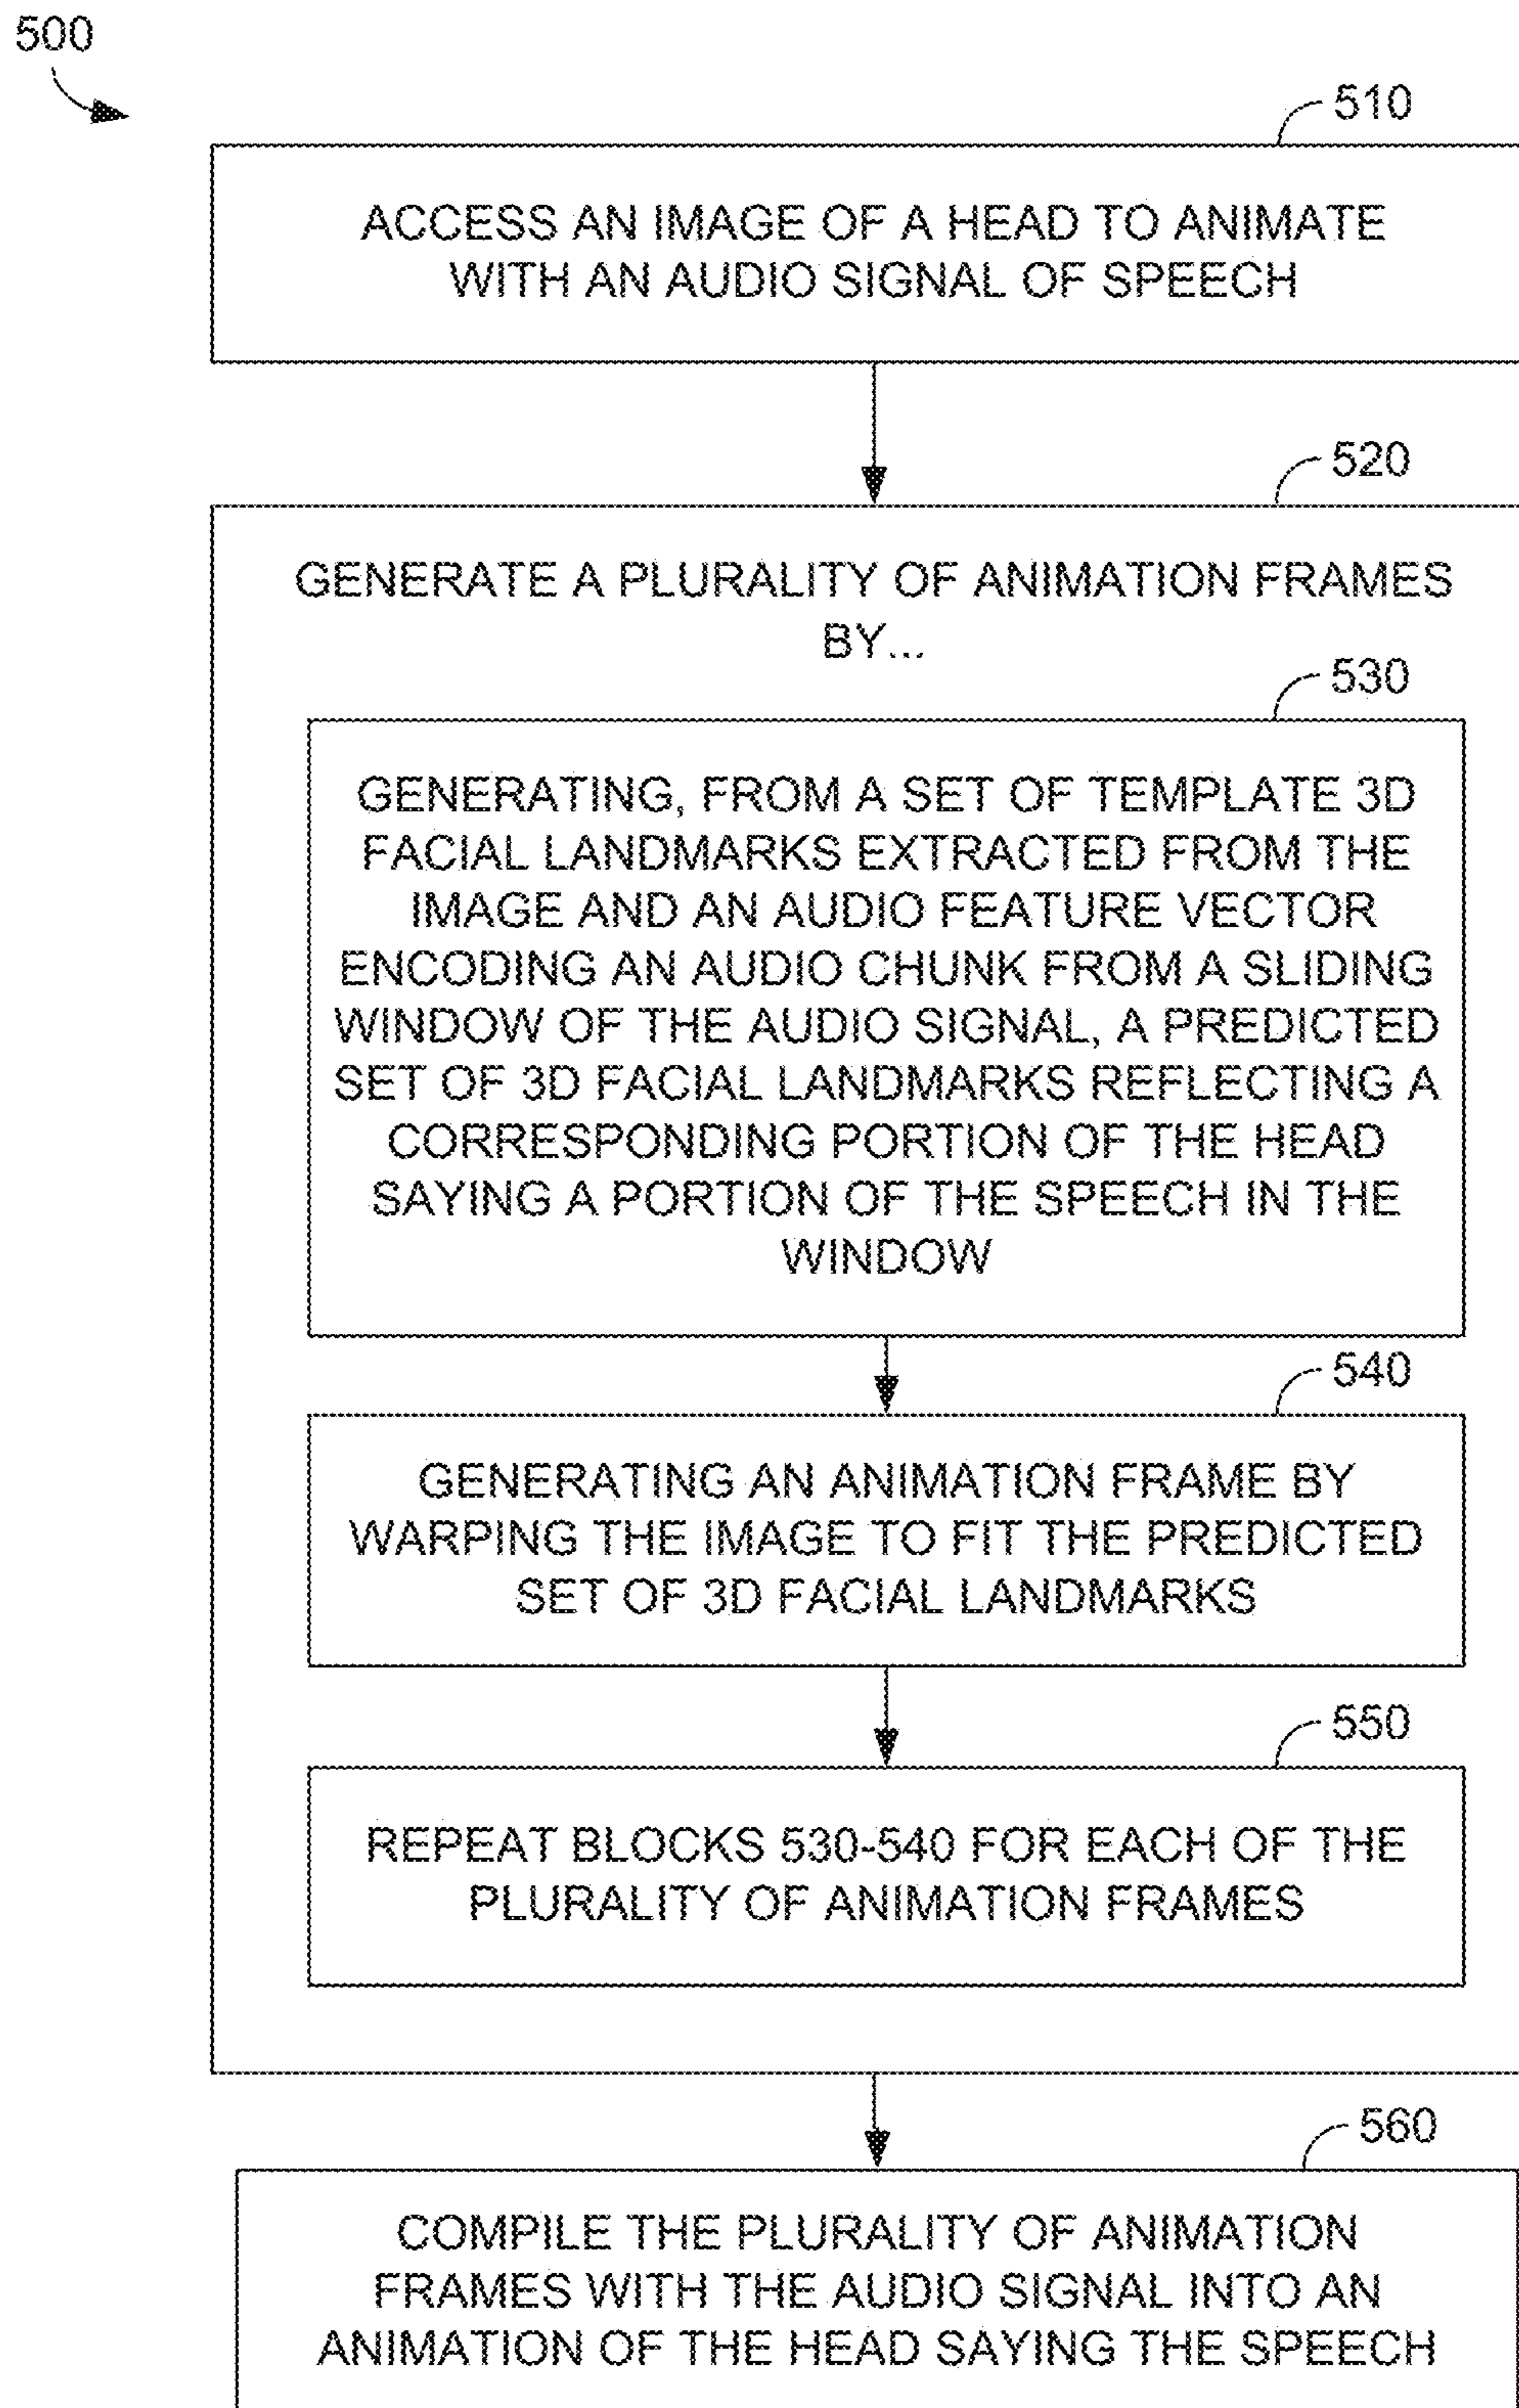 500
510
ACCESS AN IMAGE OF A HEAD TO ANIMATE
WITH AN AUDIO SIGNAL OF SPEECH
520
GENERATE A PLURALITY OF ANIMATION FRAMES
BY...
530
GENERATING, FROM A SET OF TEMPLATE 3D
FACIAL LANDMARKS EXTRACTED FROM THE
IMAGE AND AN AUDIO FEATURE VECTOR
ENCODING AN AUDIO CHUNK FROM A SLIDING
WINDOW OF THE AUDIO SIGNAL, A PREDICTED
SET OF 3D FACIAL LANDMARKS REFLECTING A
CORRESPONDING PORTION OF THE HEAD
SAYING A PORTION OF THE SPEECH IN THE
WINDOW
540
GENERATING AN ANIMATION FRAME BY
WARPING THE IMAGE TO FIT THE PREDICTED
SET OF 3D FACIAL LANDMARKS
550
REPEAT BLOCKS 530-540 FOR EACH OF THE
PLURALITY OF ANIMATION FRAMES
560
COMPILE THE PLURALITY OF ANIMATION
FRAMES WITH THE AUDIO SIGNAL INTO AN
ANIMATION OF THE HEAD SAYING THE SPEECH